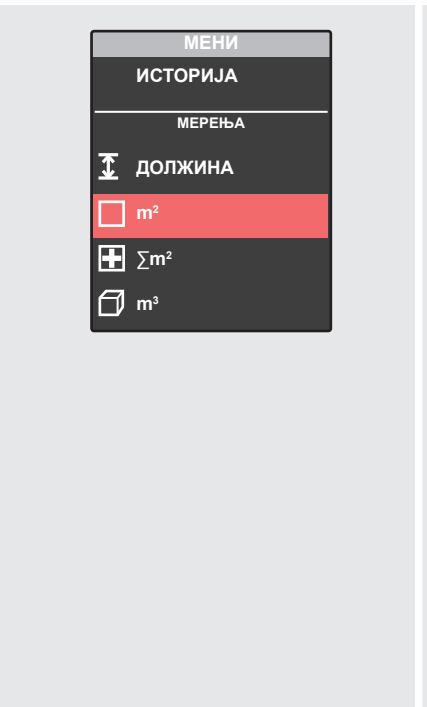 МЕНИ
ИСТОРИЈА
МЕРЕЊА
ДОЛЖИНА
m²
∑m²
m³